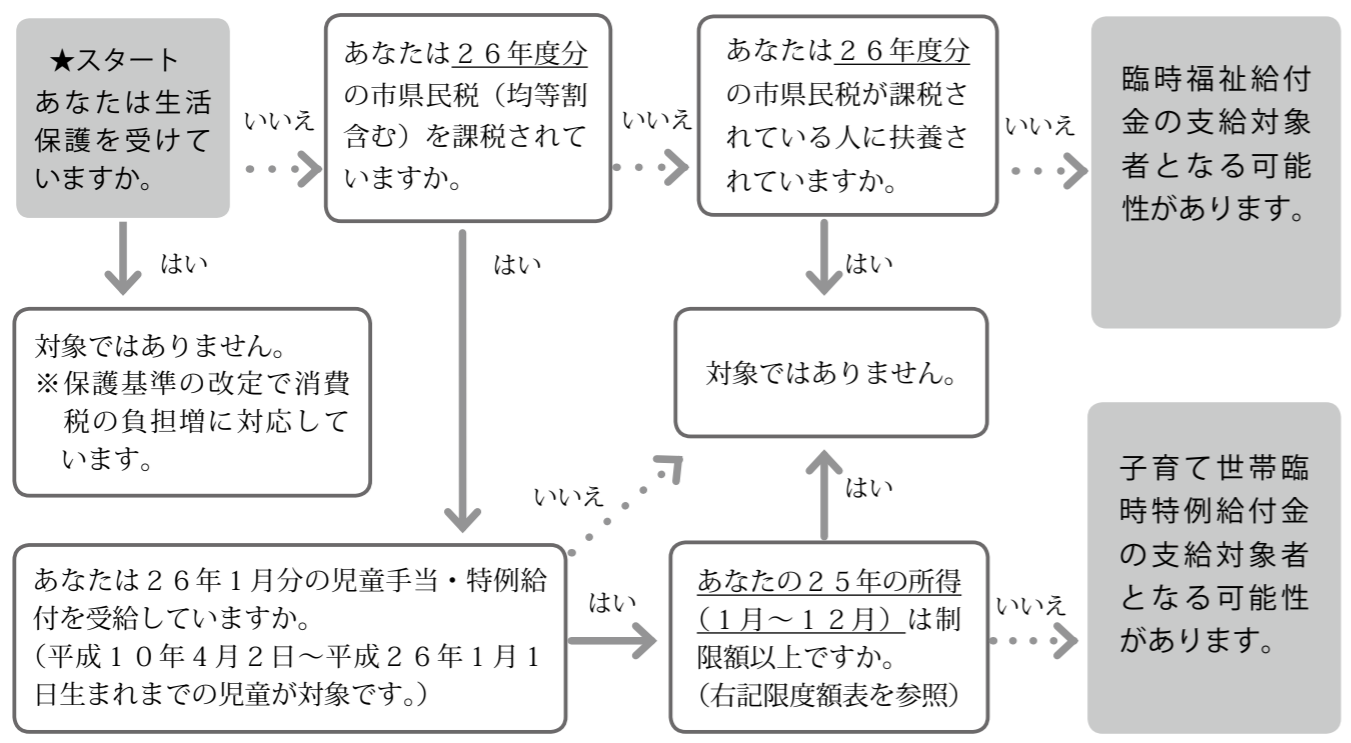 ★スタート
あなたは生活
保護を受けて
いますか。
いいえ
あなたは２６年度分
の市県民税（均等割
含む）を課税されて
いますか。
いいえ
あなたは２６年度分
の市県民税が課税さ
れている人に扶養さ
れていますか。
いいえ
臨時福祉給付
金の支給対象
者となる可能
性があります。
はい
はい
はい
対象ではありません。
※保護基準の改定で消費
税の負担増に対応して
います。
対象ではありません。
いいえ
はい
あなたは２６年１月分の児童手当・特例給
付を受給していますか。
（平成１０年４月２日～平成２６年１月１
日生まれまでの児童が対象です。）
はい
あなたの２５年の所得
（１月～１２月）は制
限額以上ですか。
（右記限度額表を参照）
いいえ
子育て世帯臨
時特例給付金
の支給対象者
となる可能性
があります。